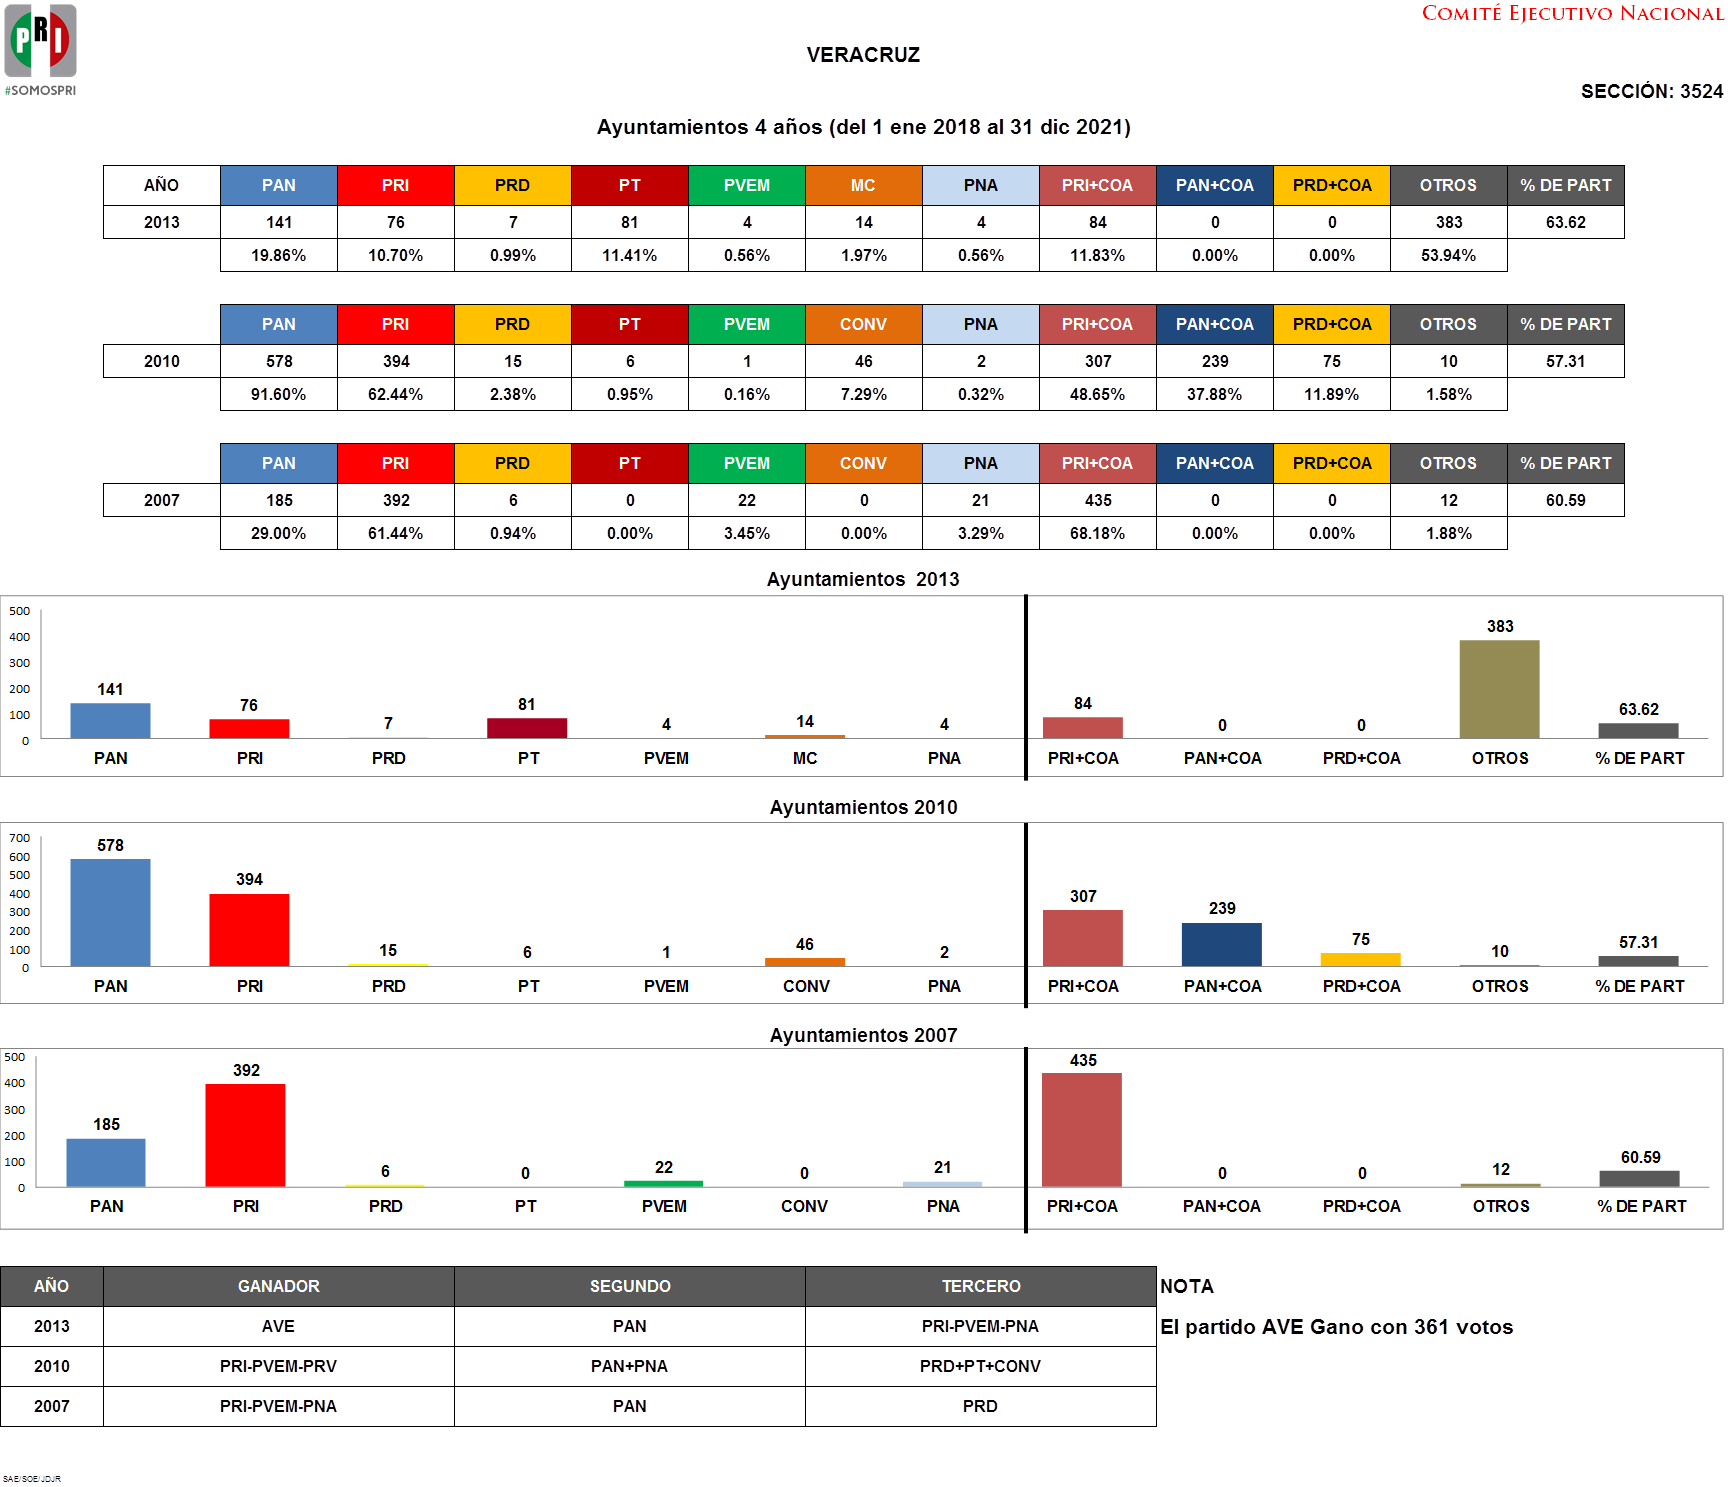 PRI
#SOMOSPRI
COMITÉ EJECUTIVO NACIONAL
VERACRUZ
SECCIÓN: 3524
Ayuntamientos 4 años (del 1 ene 2018 al 31 dic 2021)
AÑO PAN PRI PRD PT PVEM MC PNA PRI+COA PAN+COA PRD+COA OTROS % DE PART
2013 141 76 7 81 4 14 4 84 0 0 383 63.62
19.86% 10.70% 0.99% 11.41% 0.56% 1.97% 0.56% 11.83% 0.00% 0.00% 53.94%
PAN PRI PRD PT PVEM CONV PNA PRI+COA PAN+COA PRD+COA OTROS % DE PART
2010 578 394 15 6 1 46 2 307 239 75 10 57.31
91.60% 62.44% 2.38% 0.95% 0.16% 7.29% 0.32% 48.65% 37.88% 11.89% 1.58%
PAN PRI PRD PT PVEM CONV PNA PRI+COA PAN+COA PRD+COA OTROS % DE PART
2007 185 392 6 0 22 0 21 435 0 0 12 60.59
29.00% 61.44% 0.94% 0.00% 3.45% 0.00% 3.29% 68.18% 0.00% 0.00% 1.88%
Ayuntamientos 2013
500
400
300
200
100
0
141 76 7 81 4 14 4 84 0 0 383 63.62
PAN PRI PRD PT PVEM MC PNA PRI+COA PAN+COA PRD+COA OTROS % DE PART
Ayuntamientos 2010
700
600
500
400
300
200
100
0
578 394 15 6 1 46 2 307 239 75 10 57.31
PAN PRI PRD PT PVEM CONV PNA PRI+COA PAN+COA PRD+COA OTROS % DE PART
Ayuntamientos 2007
500
400
300
200
100
0
185 392 6 0 22 0 21 435 0 0 12 60.59
PAN PRI PRD PT PVEM CONV PNA PRI+COA PAN+COA PRD+COA OTROS % DE PART
AÑO GANADOR SEGUNDO TERCERO NOTA
2013 AVE PAN PRI-PVEM-PNA El partido AVE Gano con 361 votos
2010 PRI-PVEM-PRV PAN+PNA PRD+PT+CONV
2007 PRI-PVEM-PNA PAN PRD
SAE/SOE/JDJR